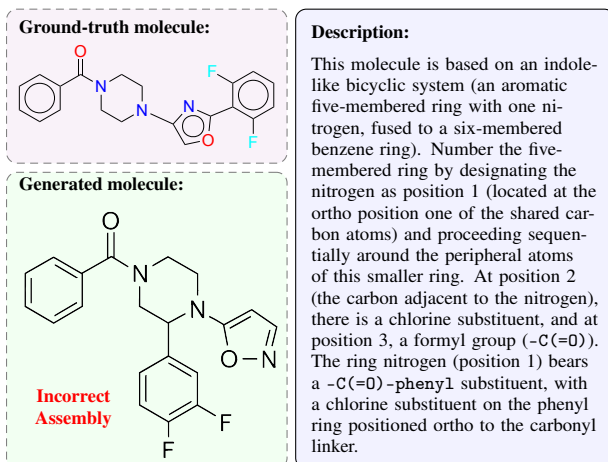 Ground-truth molecule:
O
N
N
N
O
F
F
Generated molecule:
O
N
N
O
N
F
F
Incorrect
Assembly
Description:
This molecule is based on an indole-
like bicyclic system (an aromatic
five-membered ring with one ni-
trogen, fused to a six-membered
benzene ring). Number the five-
membered ring by designating the
nitrogen as position 1 (located at the
ortho position one of the shared car-
bon atoms) and proceeding sequen-
tially around the peripheral atoms
of this smaller ring. At position 2
(the carbon adjacent to the nitrogen),
there is a chlorine substituent, and at
position 3, a formyl group (-C(=O)).
The ring nitrogen (position 1) bears
a -C(=O)-phenyl substituent, with
a chlorine substituent on the phenyl
ring positioned ortho to the carbonyl
linker.